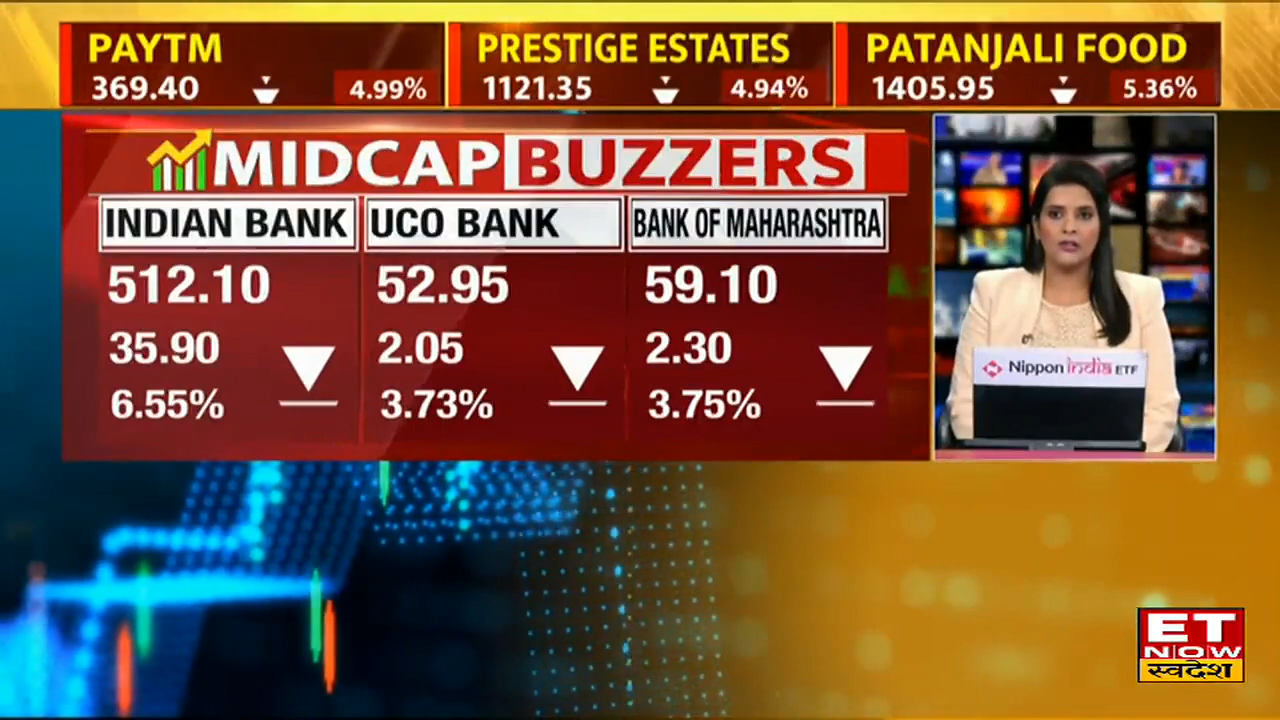 PAYTM
369.40 4.99%
PRESTIGE ESTATES
1121.35 4.94%
PATANJALI FOOD
1405.95 5.36%
MIDCAP BUZZERS
INDIAN BANK
512.10
35.90
6.55%
UCO BANK
52.95
2.05
3.73%
BANK OF MAHARASHTRA
59.10
2.30
3.75%
Nippon India ETF
ET
NOW
स्वदेश